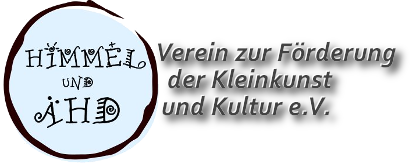 HIMMEL
UND
ÄHD
Verein zur Förderung
der Kleinkunst
und Kultur e.V.